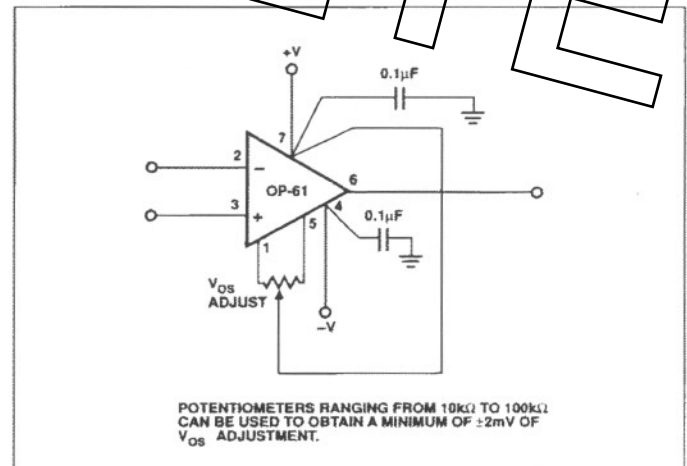 +V
0.1µF
7
2
−
6
OP-61
3
+
4
0.1µF
5
1
VOS
ADJUST
−V
POTENTIOMETERS RANGING FROM 10kΩ TO 100kΩ
CAN BE USED TO OBTAIN A MINIMUM OF ±2mV OF
VOS ADJUSTMENT.